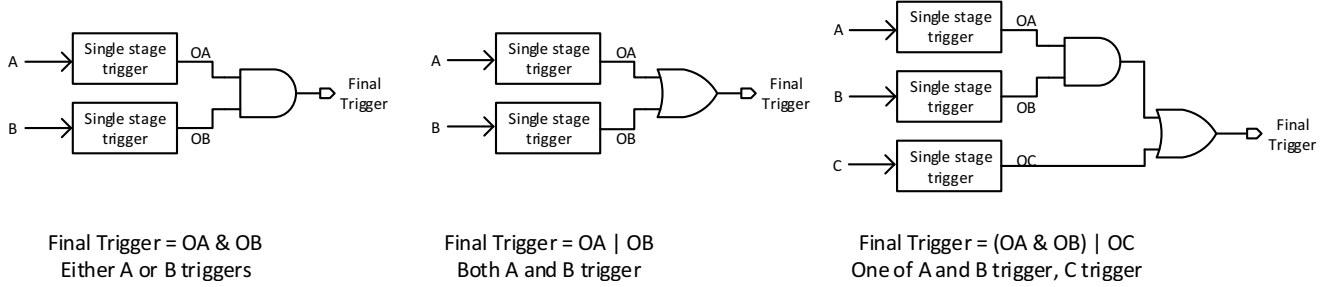 A
Single stage
trigger
OA
B
Single stage
trigger
OB
Final
Trigger
Final Trigger = OA & OB
Either A or B triggers
A
Single stage
trigger
OA
B
Single stage
trigger
OB
Final
Trigger
Final Trigger = OA | OB
Both A and B trigger
A
Single stage
trigger
OA
B
Single stage
trigger
OB
C
Single stage
trigger
OC
Final
Trigger
Final Trigger = (OA & OB) | OC
One of A and B trigger, C trigger